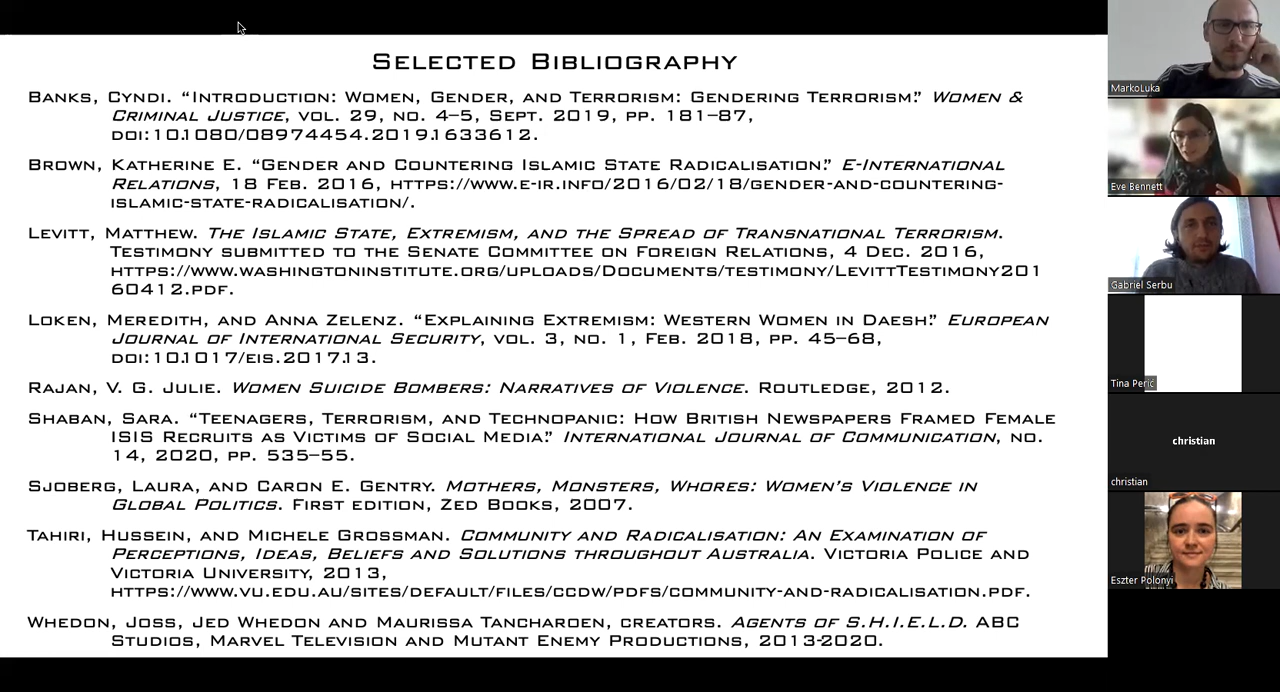 SELECTED BIBLIOGRAPHY
BANKS, CYNDI. “INTRODUCTION: WOMEN, GENDER, AND TERRORISM: GENDERING TERRORISM.” WOMEN &
CRIMINAL JUSTICE, VOL. 29, NO. 4–5, SEPT. 2019, PP. 181–87,
DOI:10.1080/08974454.2019.1633612.
BROWN, KATHERINE E. “GENDER AND COUNTERING ISLAMIC STATE RADICALISATION.” E-INTERNATIONAL
RELATIONS, 18 FEB. 2016, HTTPS://WWW.E-IR.INFO/2016/02/18/GENDER-AND-COUNTERING-
ISLAMIC-STATE-RADICALISATION/.
LEVITT, MATTHEW. THE ISLAMIC STATE, EXTREMISM, AND THE SPREAD OF TRANSNATIONAL TERRORISM.
TESTIMONY SUBMITTED TO THE SENATE COMMITTEE ON FOREIGN RELATIONS, 4 DEC. 2016,
HTTPS://WWW.WASHINGTONINSTITUTE.ORG/UPLOADS/DOCUMENTS/TESTIMONY/LEVITTTESTIMONY201
60412.PDF.
LOKEN, MEREDITH, AND ANNA ZELENZ. “EXPLAINING EXTREMISM: WESTERN WOMEN IN DAESH.” EUROPEAN
JOURNAL OF INTERNATIONAL SECURITY, VOL. 3, NO. 1, FEB. 2018, PP. 45–68,
DOI:10.1017/EIS.2017.13.
RAJAN, V. G. JULIE. WOMEN SUICIDE BOMBERS: NARRATIVES OF VIOLENCE. ROUTLEDGE, 2012.
SHABAN, SARA. “TEENAGERS, TERRORISM, AND TECHNOPANIC: HOW BRITISH NEWSPAPERS FRAMED FEMALE
ISIS RECRUITS AS VICTIMS OF SOCIAL MEDIA.” INTERNATIONAL JOURNAL OF COMMUNICATION, NO.
14, 2020, PP. 535–55.
SJOBERG, LAURA, AND CARON E. GENTRY. MOTHERS, MONSTERS, WHORES: WOMEN’S VIOLENCE IN
GLOBAL POLITICS. FIRST EDITION, ZED BOOKS, 2007.
TAHIRI, HUSSEIN, AND MICHELE GROSSMAN. COMMUNITY AND RADICALISATION: AN EXAMINATION OF
PERCEPTIONS, IDEAS, BELIEFS AND SOLUTIONS THROUGHOUT AUSTRALIA. VICTORIA POLICE AND
VICTORIA UNIVERSITY, 2013,
HTTPS://WWW.VU.EDU.AU/SITES/DEFAULT/FILES/CCDW/PDFS/COMMUNITY-AND-RADICALISATION.PDF.
WHEDON, JOSS, JED WHEDON AND MAURISSA TANCHAROEN, CREATORS. AGENTS OF S.H.I.E.L.D. ABC
STUDIOS, MARVEL TELEVISION AND MUTANT ENEMY PRODUCTIONS, 2013-2020.
MarkoLuka
Eve Bennett
Gabriel Serbu
Tina Perić
christian
christian
Eszter Polonyi